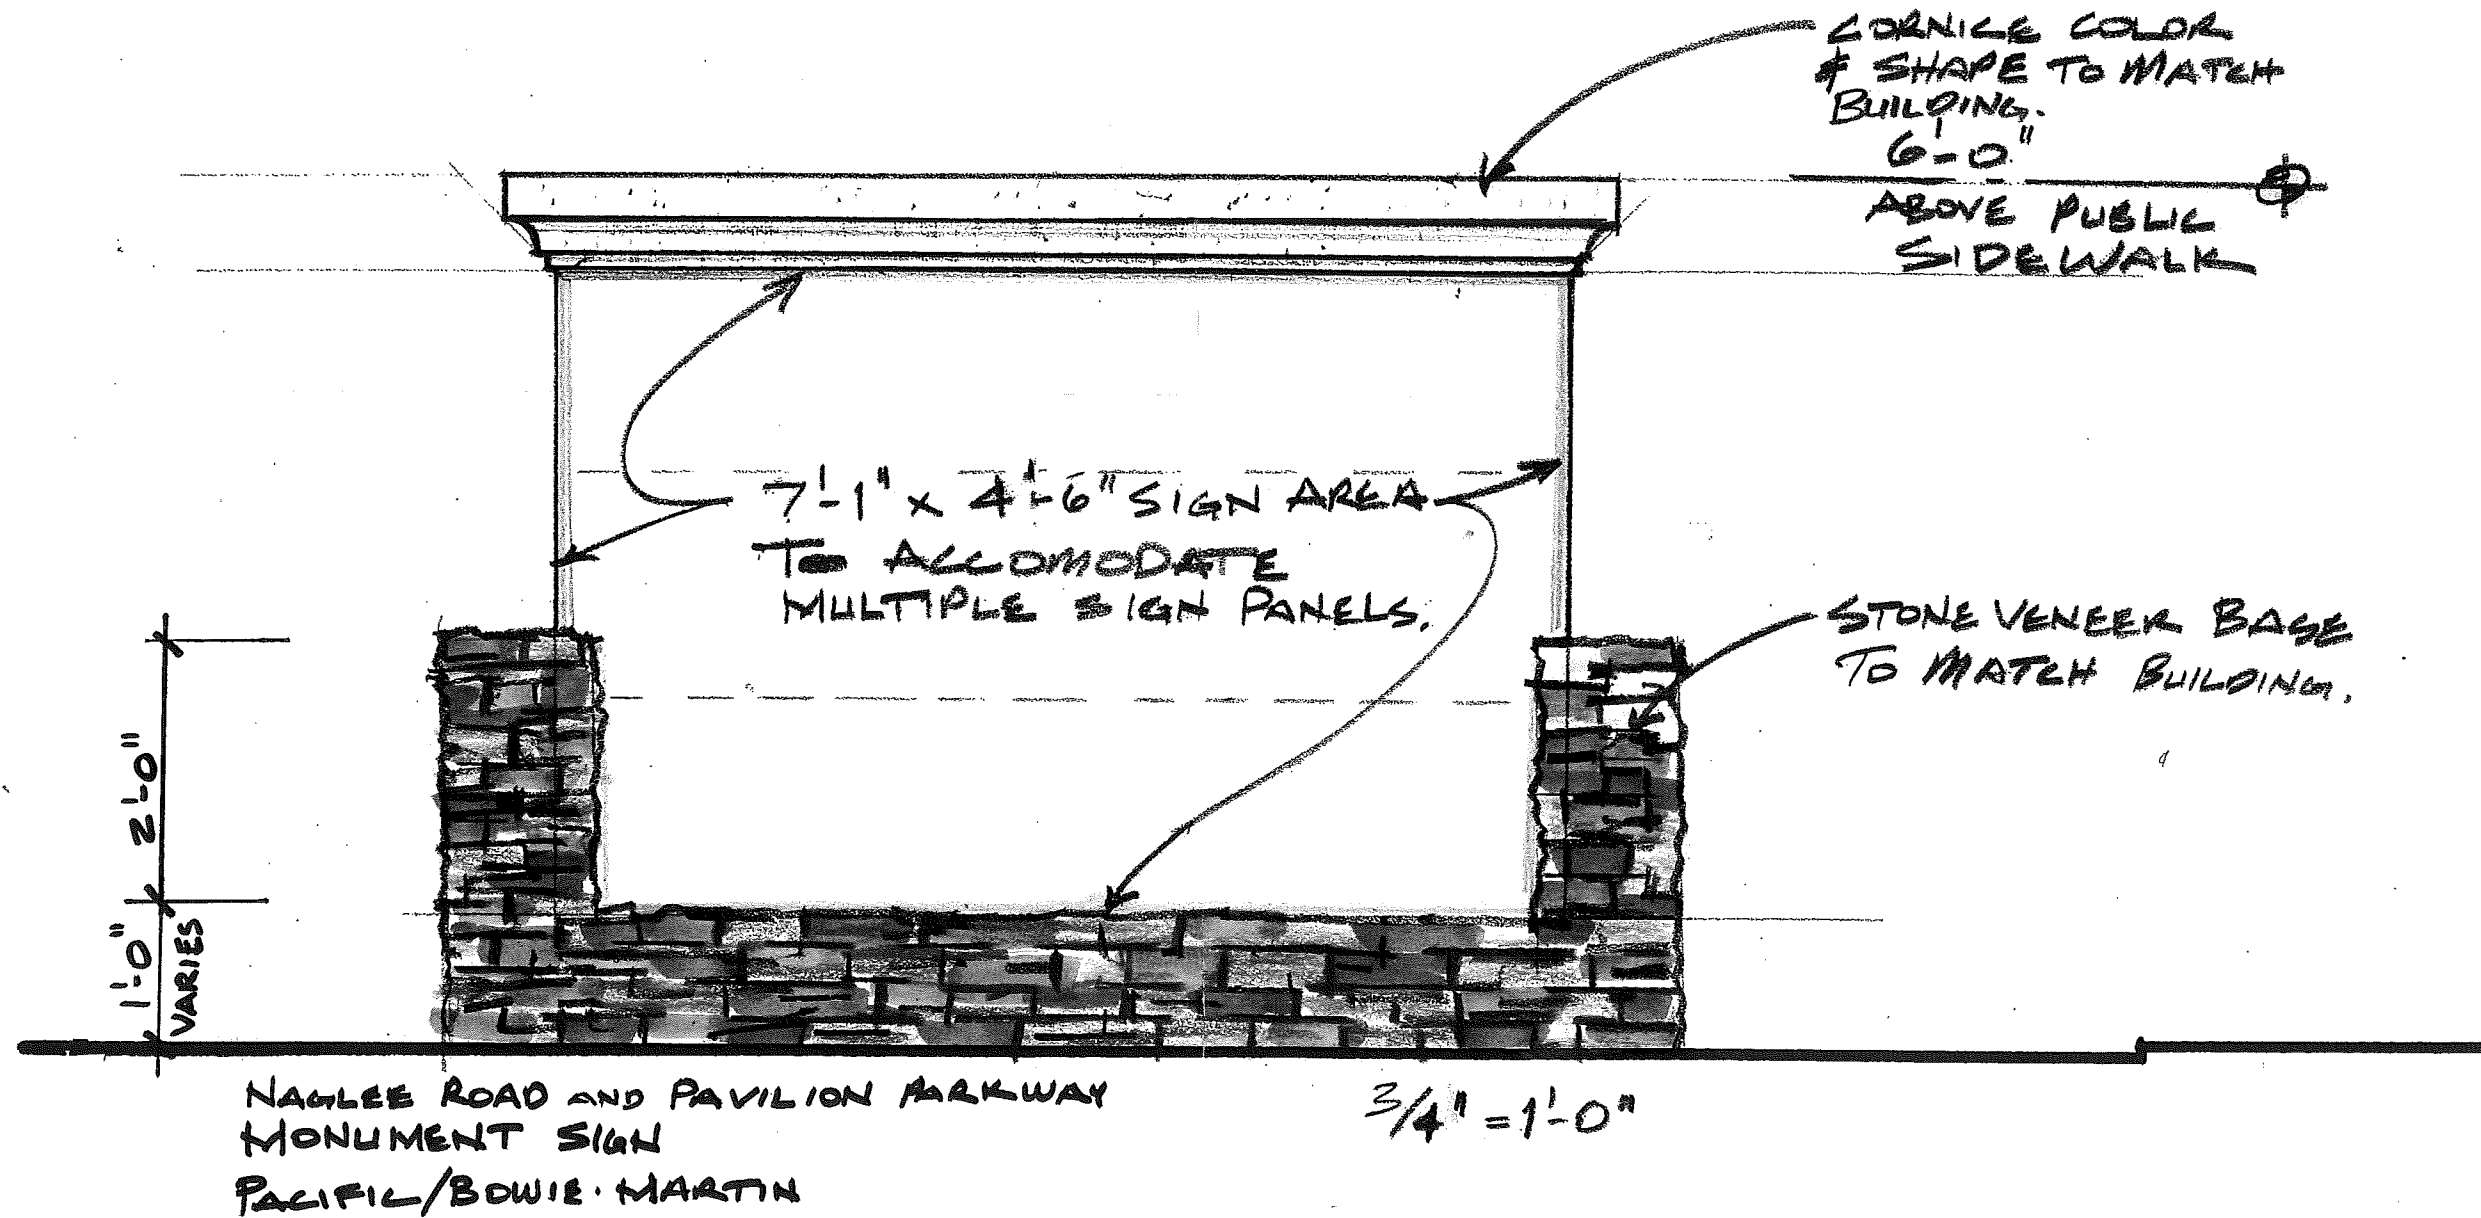 CORNICE COLOR
& SHAPE TO MATCH
BUILDING.
6'-0"
ABOVE PUBLIC
SIDEWALK
7'-1" x 4'-6" SIGN AREA
TO ACCOMODATE
MULTIPLE SIGN PANELS.
STONE VENEER BASE
TO MATCH BUILDING.
2'-0"
1'-0"
VARIES
NAGLEE ROAD AND PAVILION PARKWAY
MONUMENT SIGN
PACIFIC/BOWIE · MARTIN
3/4" = 1'-0"